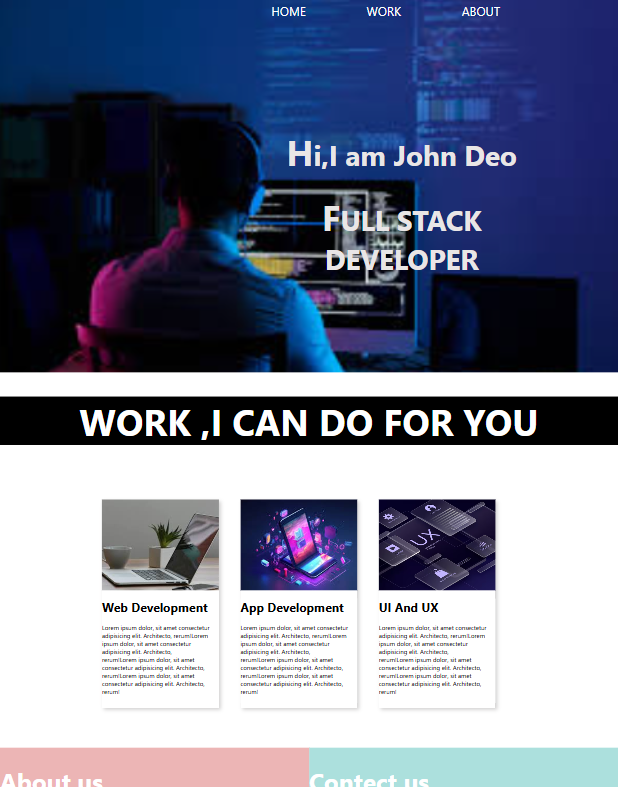 HOME WORK ABOUT
Hi,I am John Deo
FULL STACK
DEVELOPER
WORK ,I CAN DO FOR YOU
UX
Web Development
Lorem ipsum dolor, sit amet consectetur
adipisicing elit. Architecto, rerum!Lorem
ipsum dolor, sit amet consectetur
adipisicing elit. Architecto,
rerum!Lorem ipsum dolor, sit amet
consectetur adipisicing elit. Architecto,
rerum!Lorem ipsum dolor, sit amet
consectetur adipisicing elit. Architecto,
rerum!
App Development
Lorem ipsum dolor, sit amet consectetur
adipisicing elit. Architecto, rerum!Lorem
ipsum dolor, sit amet consectetur
adipisicing elit. Architecto,
rerum!Lorem ipsum dolor, sit amet
consectetur adipisicing elit. Architecto,
rerum!Lorem ipsum dolor, sit amet
consectetur adipisicing elit. Architecto,
rerum!
UI And UX
Lorem ipsum dolor, sit amet consectetur
adipisicing elit. Architecto, rerum!Lorem
ipsum dolor, sit amet consectetur
adipisicing elit. Architecto,
rerum!Lorem ipsum dolor, sit amet
consectetur adipisicing elit. Architecto,
rerum!Lorem ipsum dolor, sit amet
consectetur adipisicing elit. Architecto,
rerum!
About us
Contect us